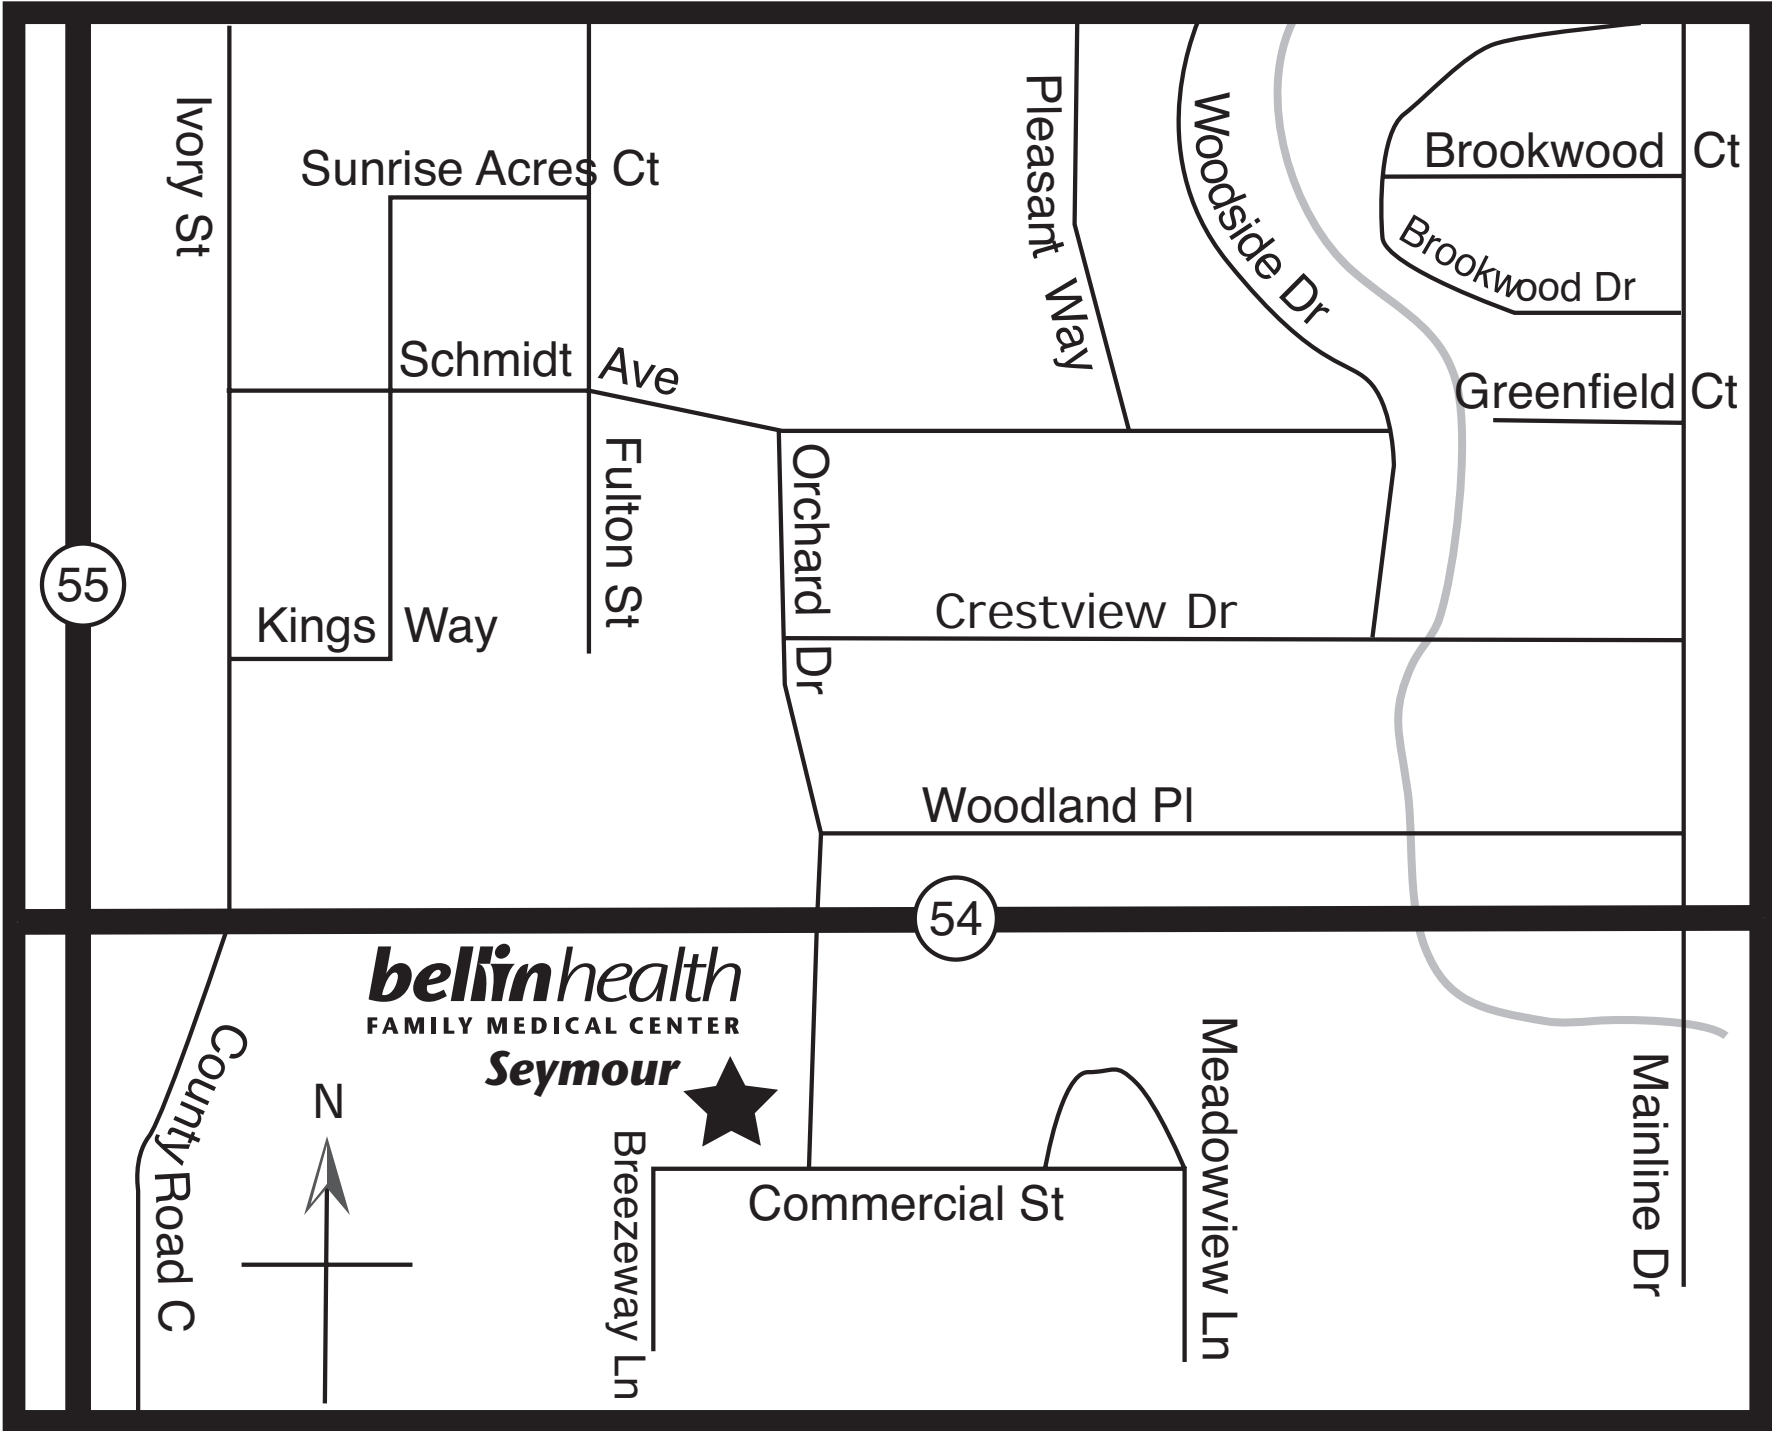 Ivory St
Sunrise Acres Ct
Pleasant Way
Woodside Dr
Brookwood Ct
Brookwood Dr
Schmidt Ave
Greenfield Ct
Fulton St
Orchard Dr
55
Kings Way
Crestview Dr
Woodland Pl
54
bellinhealth
FAMILY MEDICAL CENTER
Seymour
County Road C
N
Breezeway Ln
Commercial St
Meadowview Ln
Mainline Dr